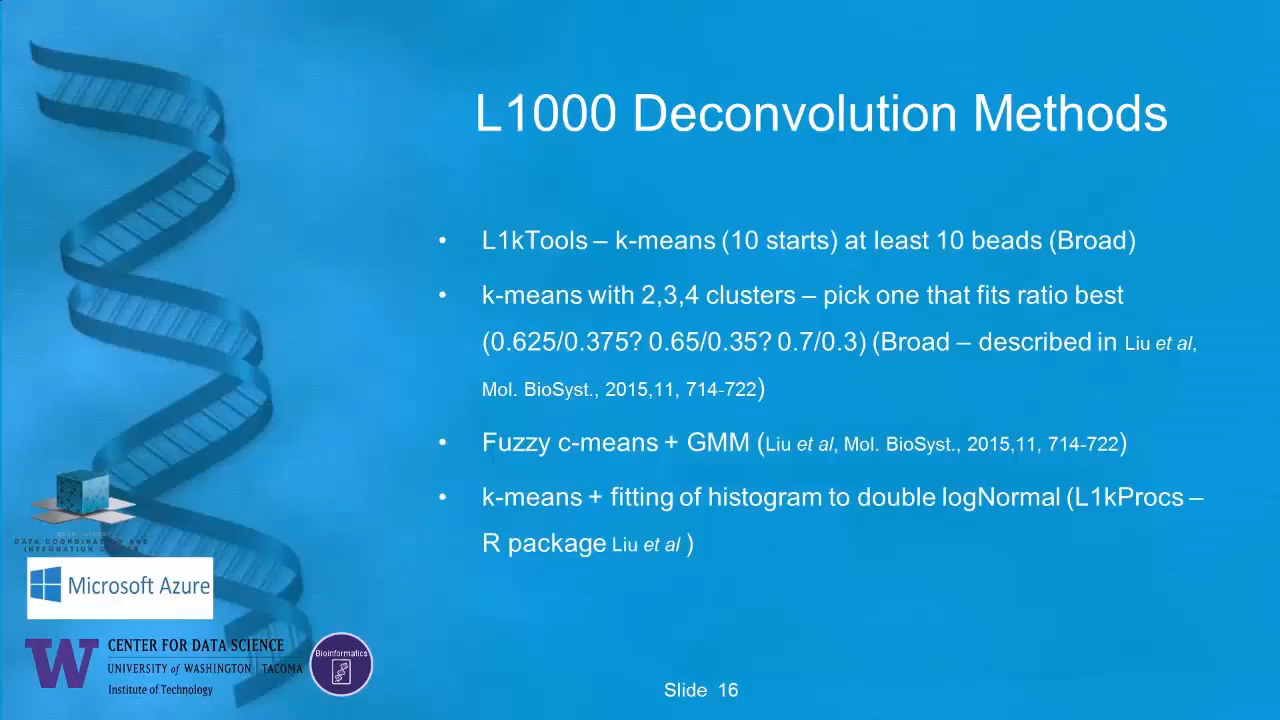 L1000 Deconvolution Methods
• L1kTools – k-means (10 starts) at least 10 beads (Broad)
• k-means with 2,3,4 clusters – pick one that fits ratio best
(0.625/0.375? 0.65/0.35? 0.7/0.3) (Broad – described in Liu et al,
Mol. BioSyst., 2015,11, 714-722)
• Fuzzy c-means + GMM (Liu et al, Mol. BioSyst., 2015,11, 714-722)
• k-means + fitting of histogram to double logNormal (L1kProcs –
R package Liu et al )
DATA COORDINATION AND
INTEGRATION CENTER
Microsoft Azure
W
CENTER FOR DATA SCIENCE
UNIVERSITY of WASHINGTON | TACOMA
Institute of Technology
Bioinformatics
Slide 16